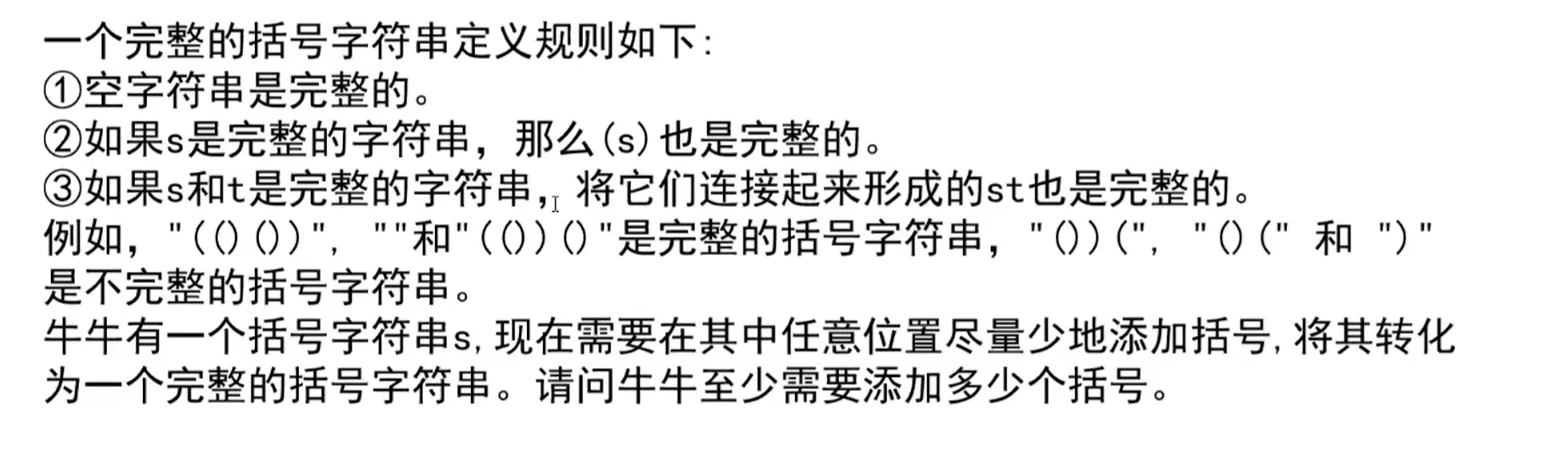 一个完整的括号字符串定义规则如下:
①空字符串是完整的。
②如果s是完整的字符串，那么(s)也是完整的。
③如果s和t是完整的字符串，将它们连接起来形成的st也是完整的。
例如，"(()())", ""和"(())()"是完整的括号字符串，"())(", "()(" 和 ")"
是不完整的括号字符串。
牛牛有一个括号字符串s,现在需要在其中任意位置尽量少地添加括号,将其转化
为一个完整的括号字符串。请问牛牛至少需要添加多少个括号。